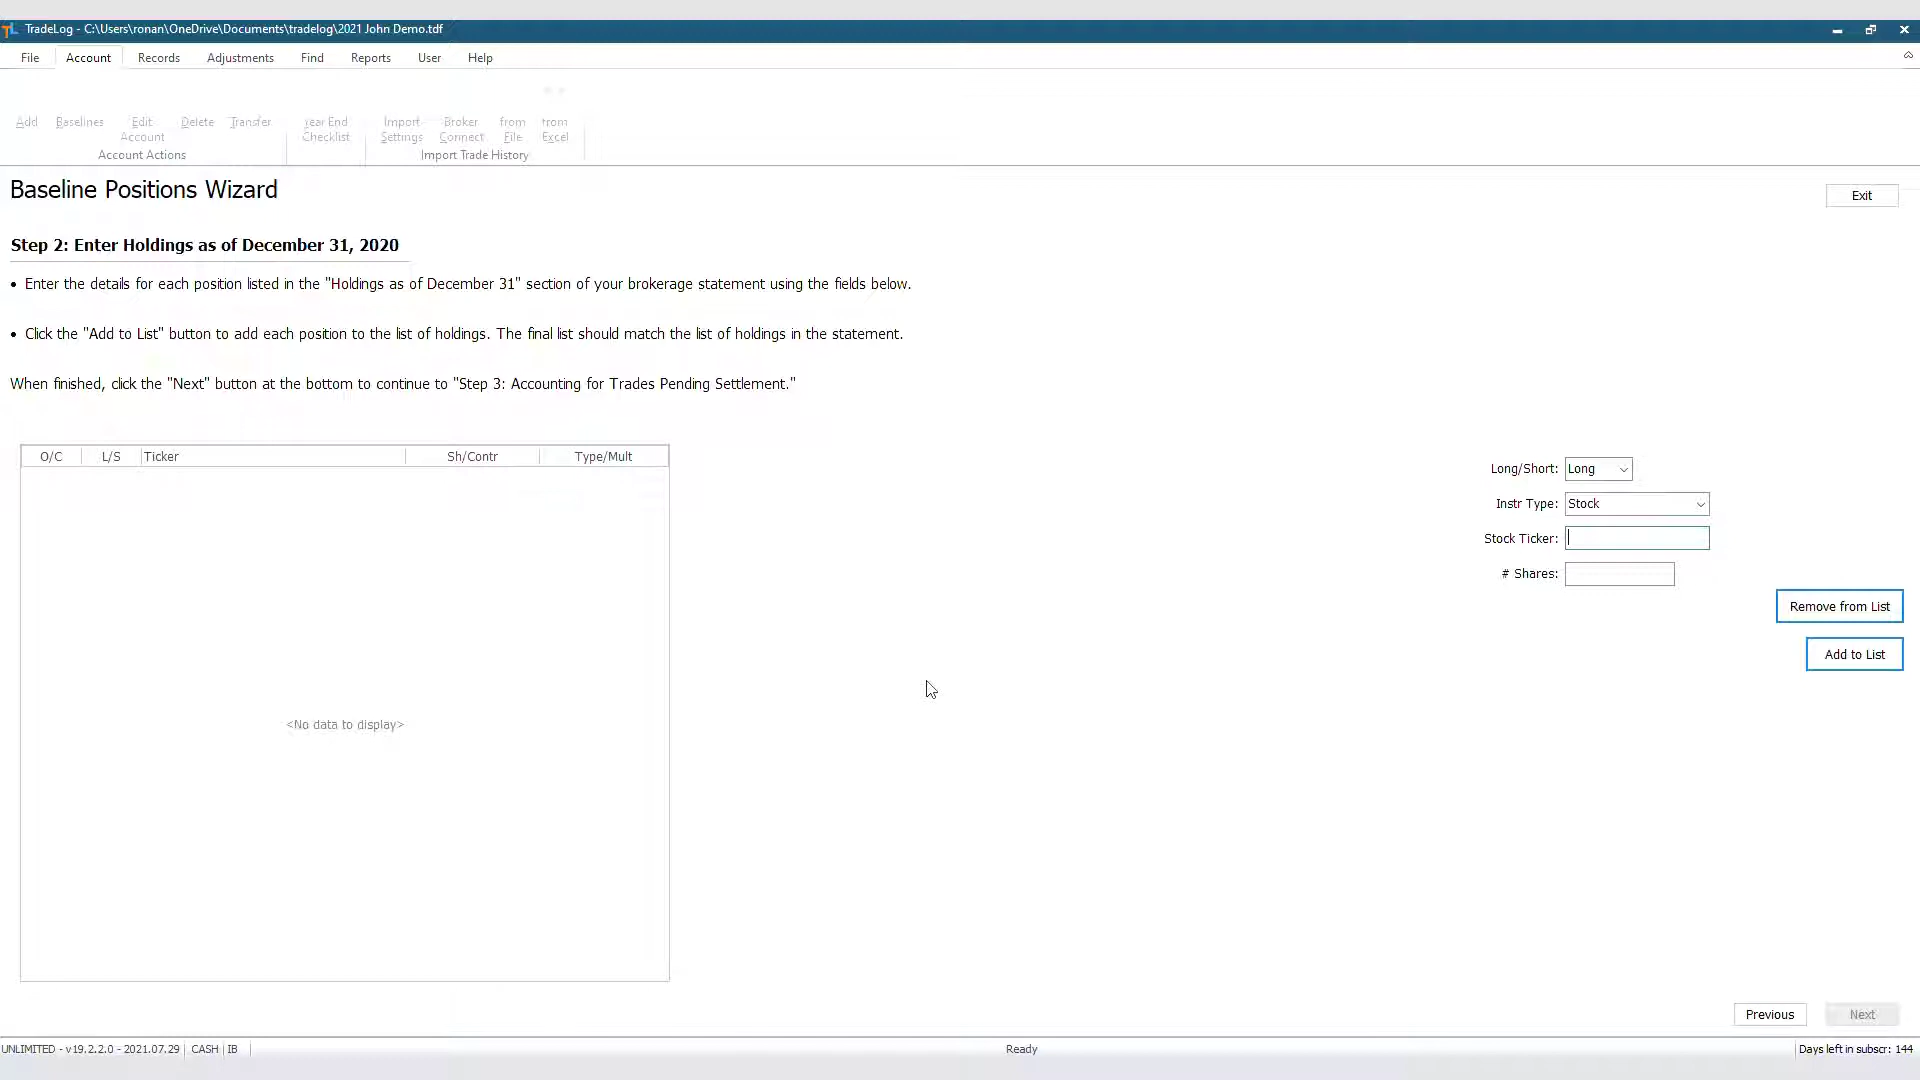 TradeLog - C:\Users\ronan\OneDrive\Documents\tradelog\2021 John Demo.tdf
File Account Records Adjustments Find Reports User Help
Add Baselines Edit Account Delete Transfer Year End Checklist Import Settings Broker Connect from File from Excel
Account Actions Import Trade History
Baseline Positions Wizard
Exit
Step 2: Enter Holdings as of December 31, 2020
• Enter the details for each position listed in the "Holdings as of December 31" section of your brokerage statement using the fields below.
• Click the "Add to List" button to add each position to the list of holdings. The final list should match the list of holdings in the statement.
When finished, click the "Next" button at the bottom to continue to "Step 3: Accounting for Trades Pending Settlement."
O/C L/S Ticker Sh/Contr Type/Mult
<No data to display>
Long/Short: Long
Instr Type: Stock
Stock Ticker:
# Shares:
Remove from List
Add to List
Previous Next
UNLIMITED - v19.2.2.0 - 2021.07.29 CASH IB Ready Days left in subscr: 144